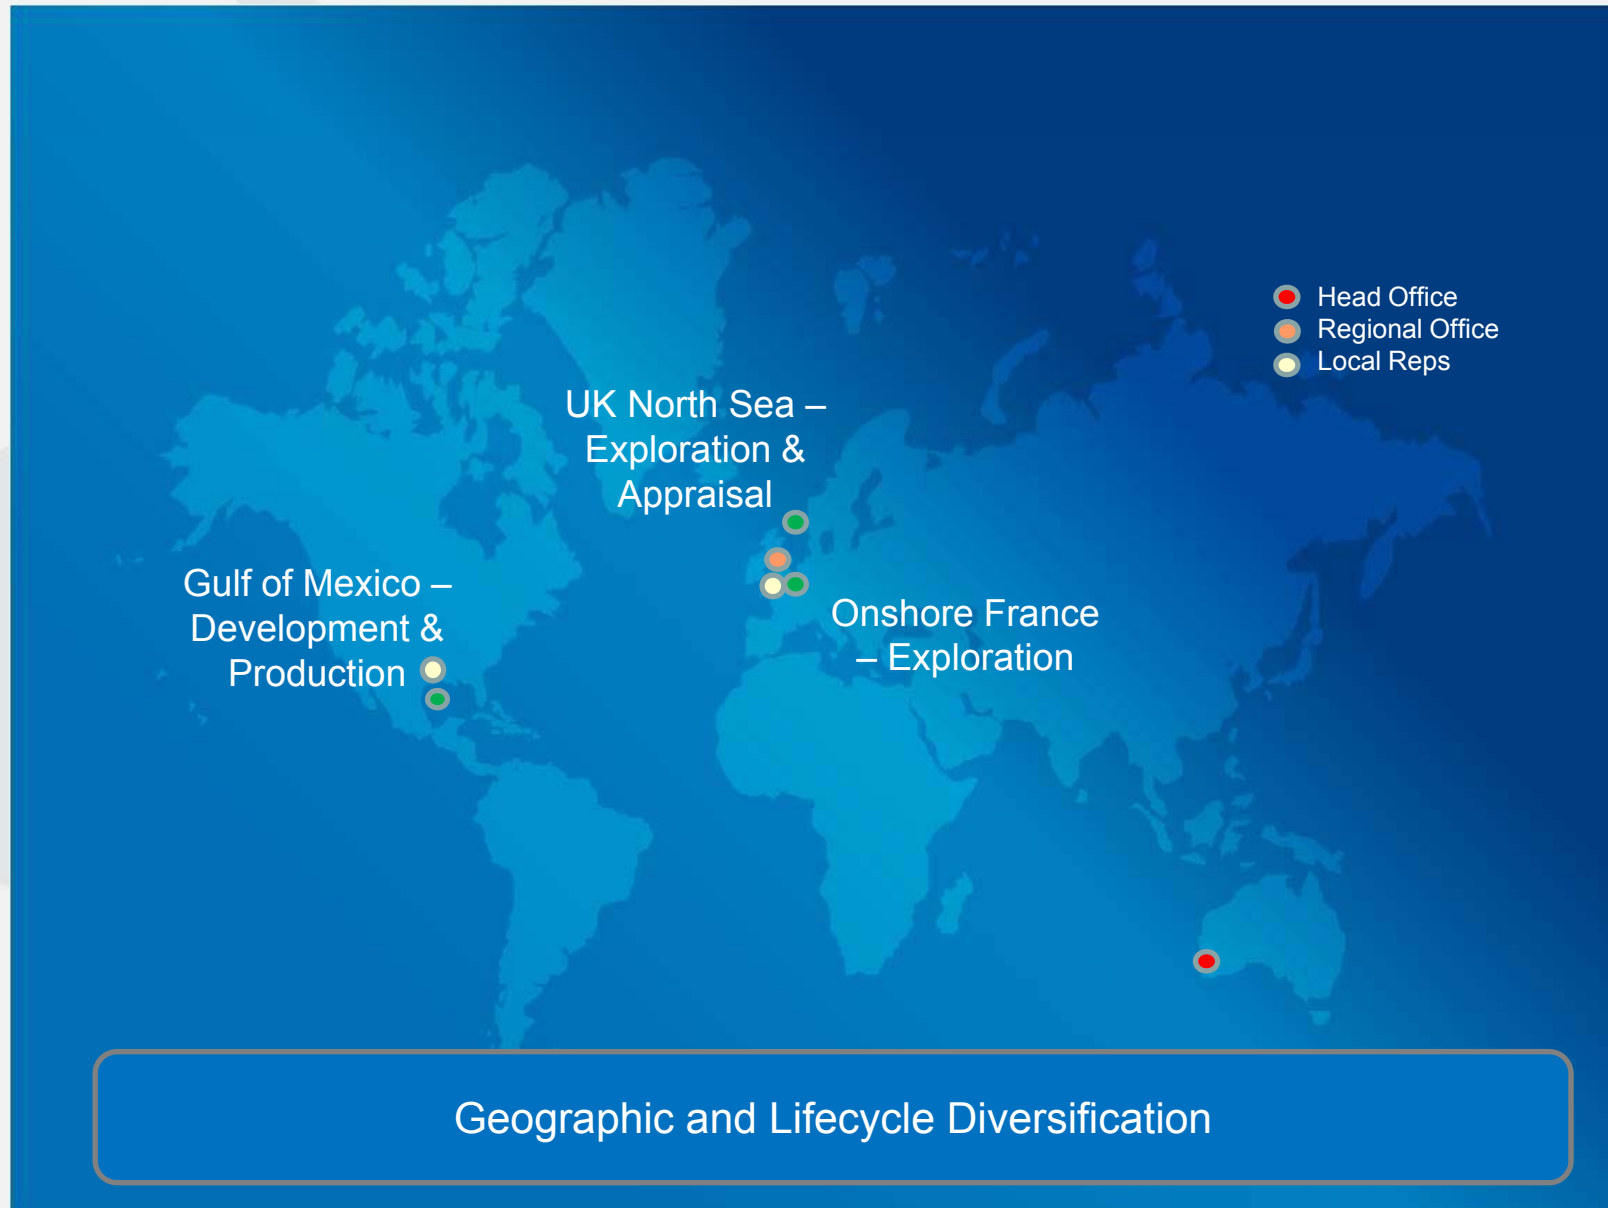 Head Office
Regional Office
Local Reps
UK North Sea –
Exploration &
Appraisal
Gulf of Mexico –
Development &
Production
Onshore France
– Exploration
Geographic and Lifecycle Diversification